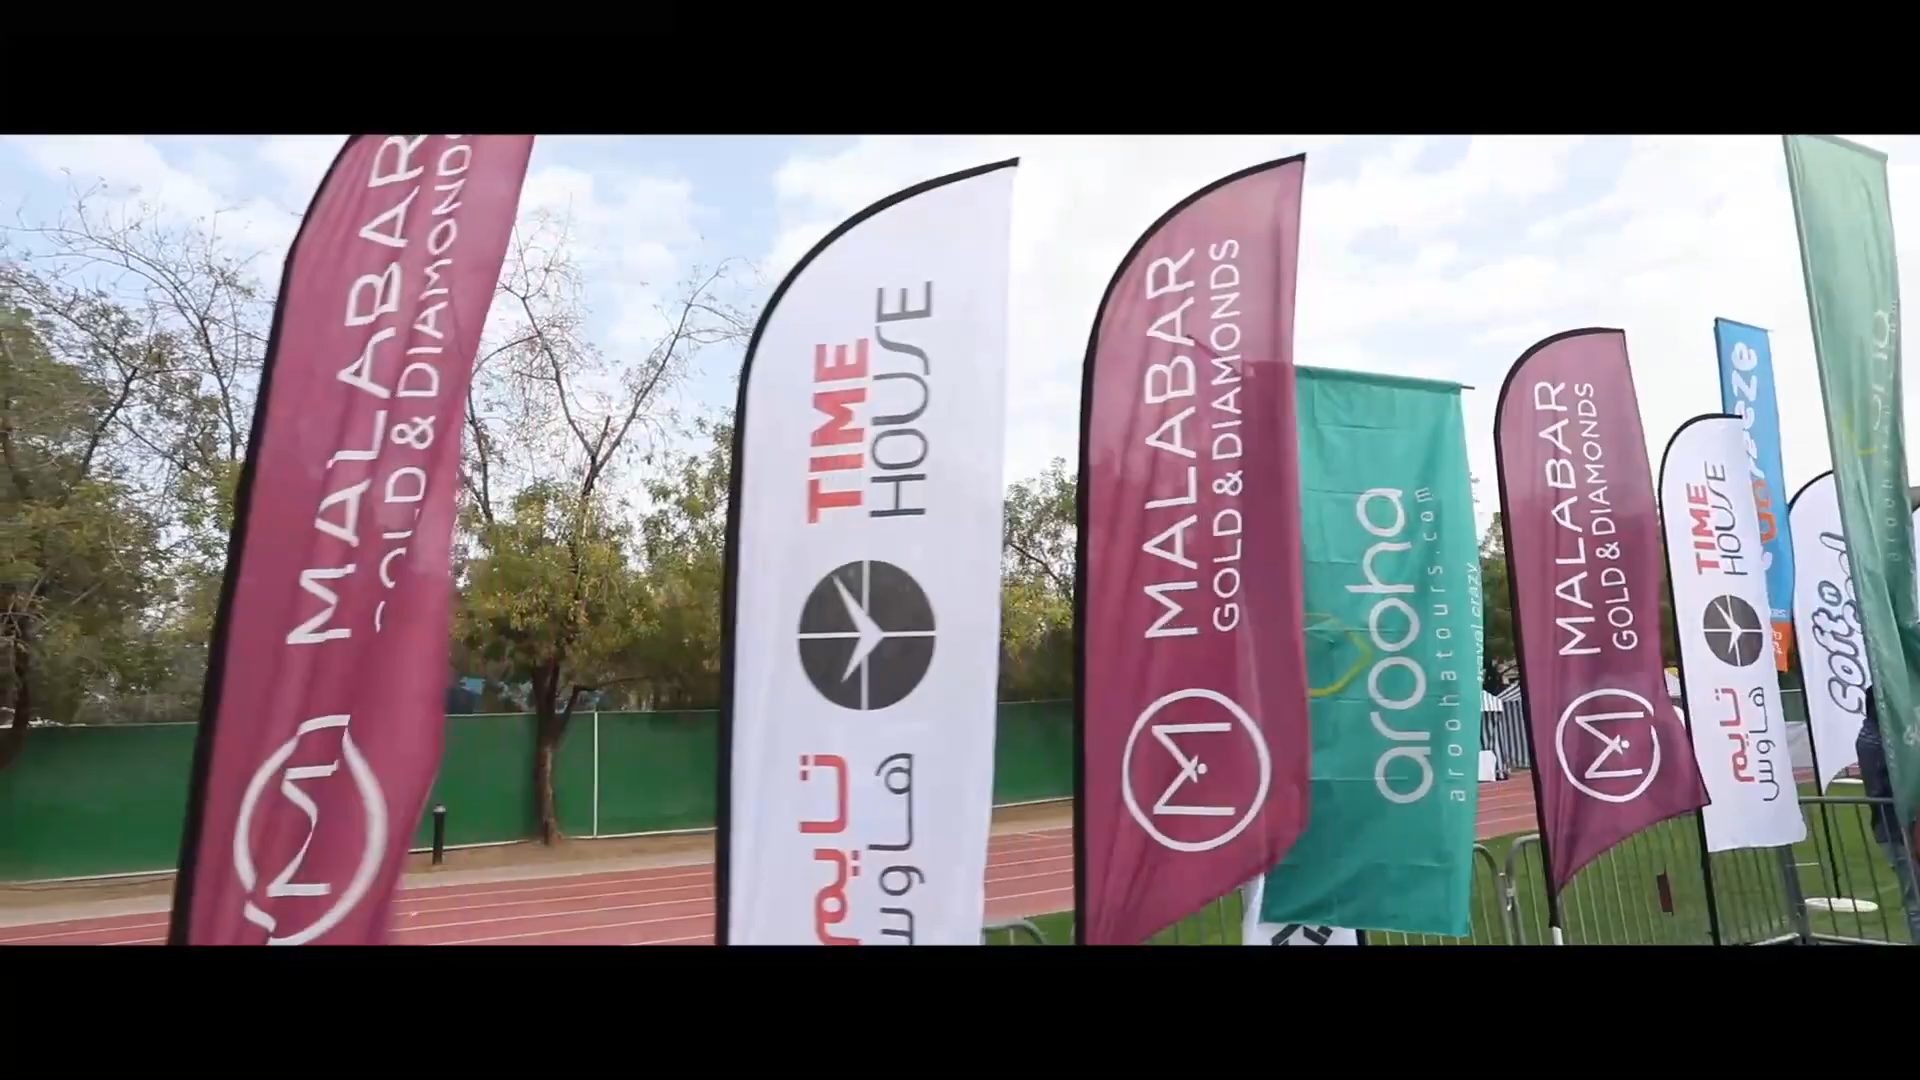 MALABAR
GOLD & DIAMONDS
TIME
HOUSE
تايم
هاوس
MALABAR
GOLD & DIAMONDS
arooha
aroohatours.com
travel crazy
MALABAR
GOLD & DIAMONDS
TIME
HOUSE
تايم
هاوس